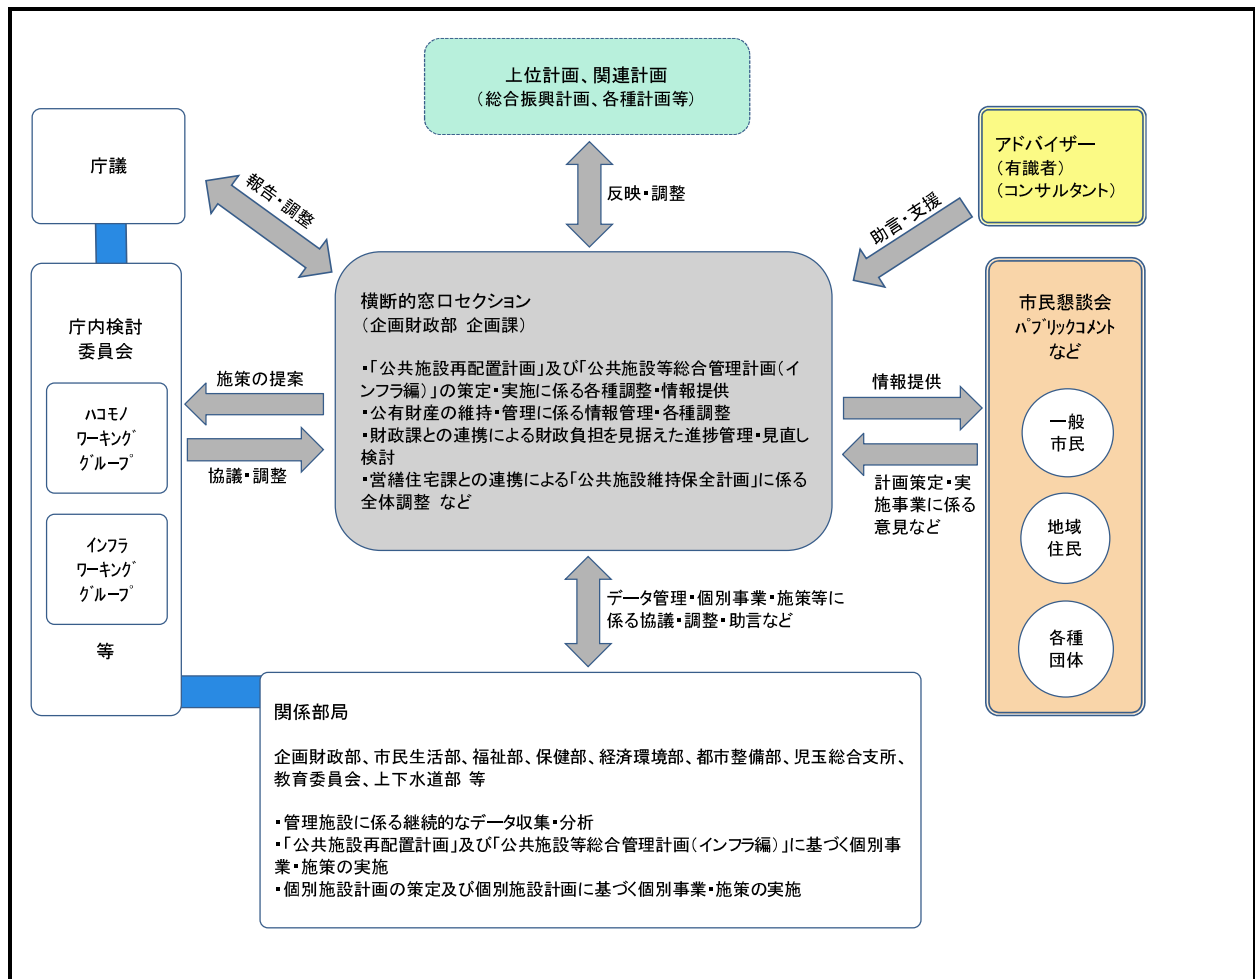 上位計画、関連計画
（総合振興計画、各種計画等）
庁議
アドバイザー
（有識者）
（コンサルタント）
報告・調整
反映・調整
助言・支援
庁内検討
委員会
ハコモノ
ワーキング
グループ
インフラ
ワーキング
グループ
等
施策の提案
協議・調整
横断的窓口セクション
（企画財政部 企画課）
・「公共施設再配置計画」及び「公共施設等総合管理計画（イ
ンフラ編）」の策定・実施に係る各種調整・情報提供
・公有財産の維持・管理に係る情報管理・各種調整
・財政課との連携による財政負担を見据えた進捗管理・見直し
検討
・営繕住宅課との連携による「公共施設維持保全計画」に係る
全体調整 など
情報提供
計画策定・実
施事業に係る
意見など
市民懇談会
パブリックコメント
など
一般
市民
地域
住民
各種
団体
データ管理・個別事業・施策等に
係る協議・調整・助言など
関係部局
企画財政部、市民生活部、福祉部、保健部、経済環境部、都市整備部、児玉総合支所、
教育委員会、上下水道部 等
・管理施設に係る継続的なデータ収集・分析
・「公共施設再配置計画」及び「公共施設等総合管理計画（インフラ編）」に基づく個別事
業・施策の実施
・個別施設計画の策定及び個別施設計画に基づく個別事業・施策の実施